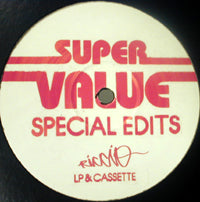 SUPER
VALUE
SPECIAL EDITS
LP & CASSETTE